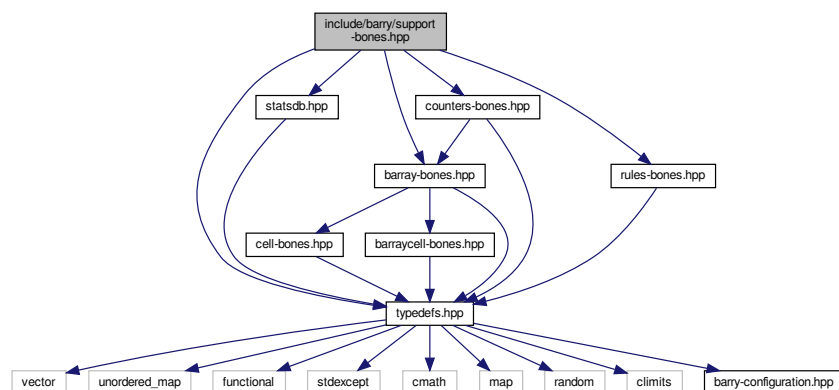 include/barry/support
-bones.hpp
statsdb.hpp
counters-bones.hpp
barray-bones.hpp
rules-bones.hpp
cell-bones.hpp
barraycell-bones.hpp
typedefs.hpp
vector
unordered_map
functional
stdexcept
cmath
map
random
climits
barry-configuration.hpp